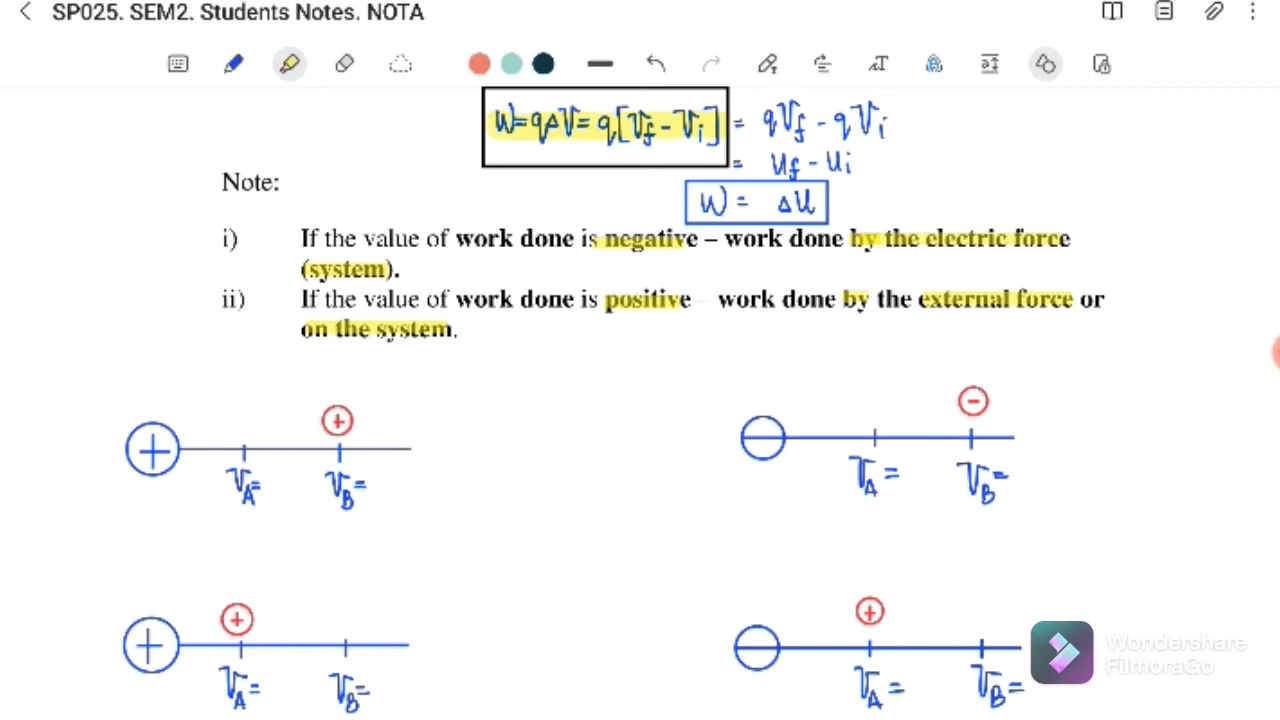 SP025. SEM2. Students Notes. NOTA
W = qΔV = q[Vf - Vi] = qVf - qVi
= Uf - Ui
Note:
W = ΔU
i) If the value of work done is negative – work done by the electric force
(system).
ii) If the value of work done is positive – work done by the external force or
on the system.
+
-
+
VA= VB=
VA= VB=
+
+
+
VA= VB=
VA= VB=
Wondershare
FilmoraGo